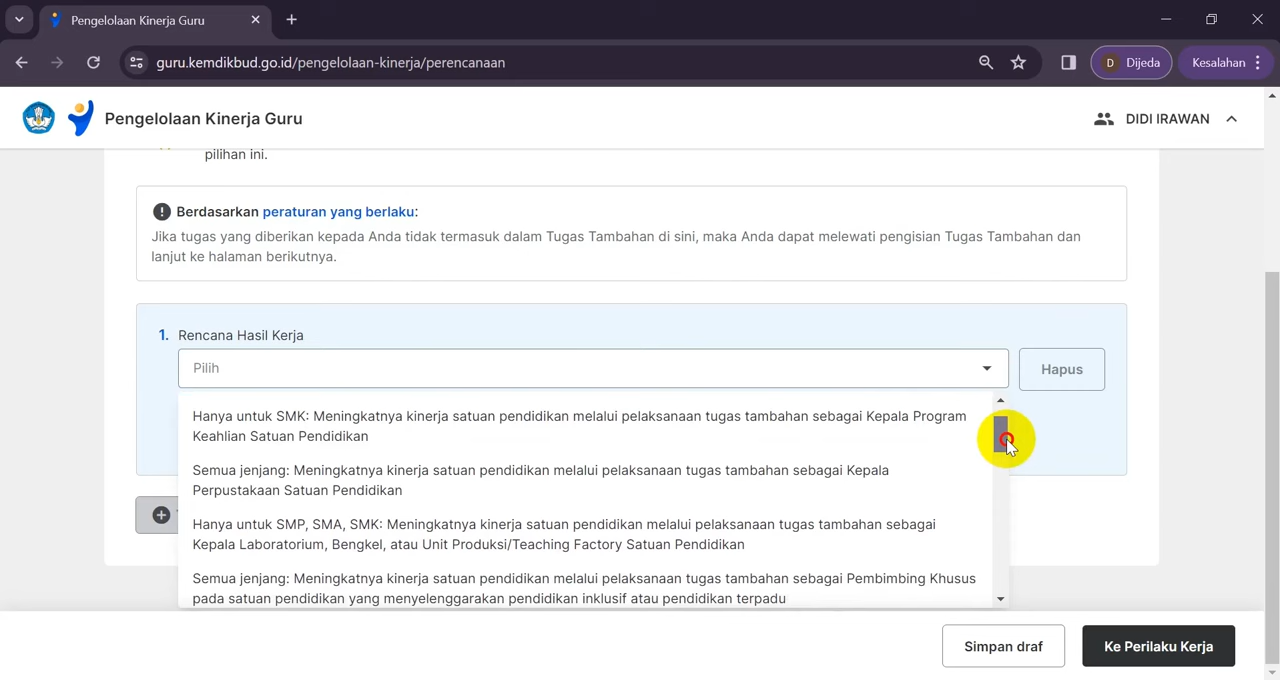 Pengelolaan Kinerja Guru
guru.kemdikbud.go.id/pengelolaan-kinerja/perencanaan
D Dijeda
Kesalahan
Pengelolaan Kinerja Guru
DIDI IRAWAN
pilihan ini.
Berdasarkan peraturan yang berlaku:
Jika tugas yang diberikan kepada Anda tidak termasuk dalam Tugas Tambahan di sini, maka Anda dapat melewati pengisian Tugas Tambahan dan
lanjut ke halaman berikutnya.
1. Rencana Hasil Kerja
Pilih
Hapus
Hanya untuk SMK: Meningkatnya kinerja satuan pendidikan melalui pelaksanaan tugas tambahan sebagai Kepala Program
Keahlian Satuan Pendidikan
Semua jenjang: Meningkatnya kinerja satuan pendidikan melalui pelaksanaan tugas tambahan sebagai Kepala
Perpustakaan Satuan Pendidikan
Hanya untuk SMP, SMA, SMK: Meningkatnya kinerja satuan pendidikan melalui pelaksanaan tugas tambahan sebagai
Kepala Laboratorium, Bengkel, atau Unit Produksi/Teaching Factory Satuan Pendidikan
Semua jenjang: Meningkatnya kinerja satuan pendidikan melalui pelaksanaan tugas tambahan sebagai Pembimbing Khusus
pada satuan pendidikan yang menyelenggarakan pendidikan inklusif atau pendidikan terpadu
Simpan draf
Ke Perilaku Kerja